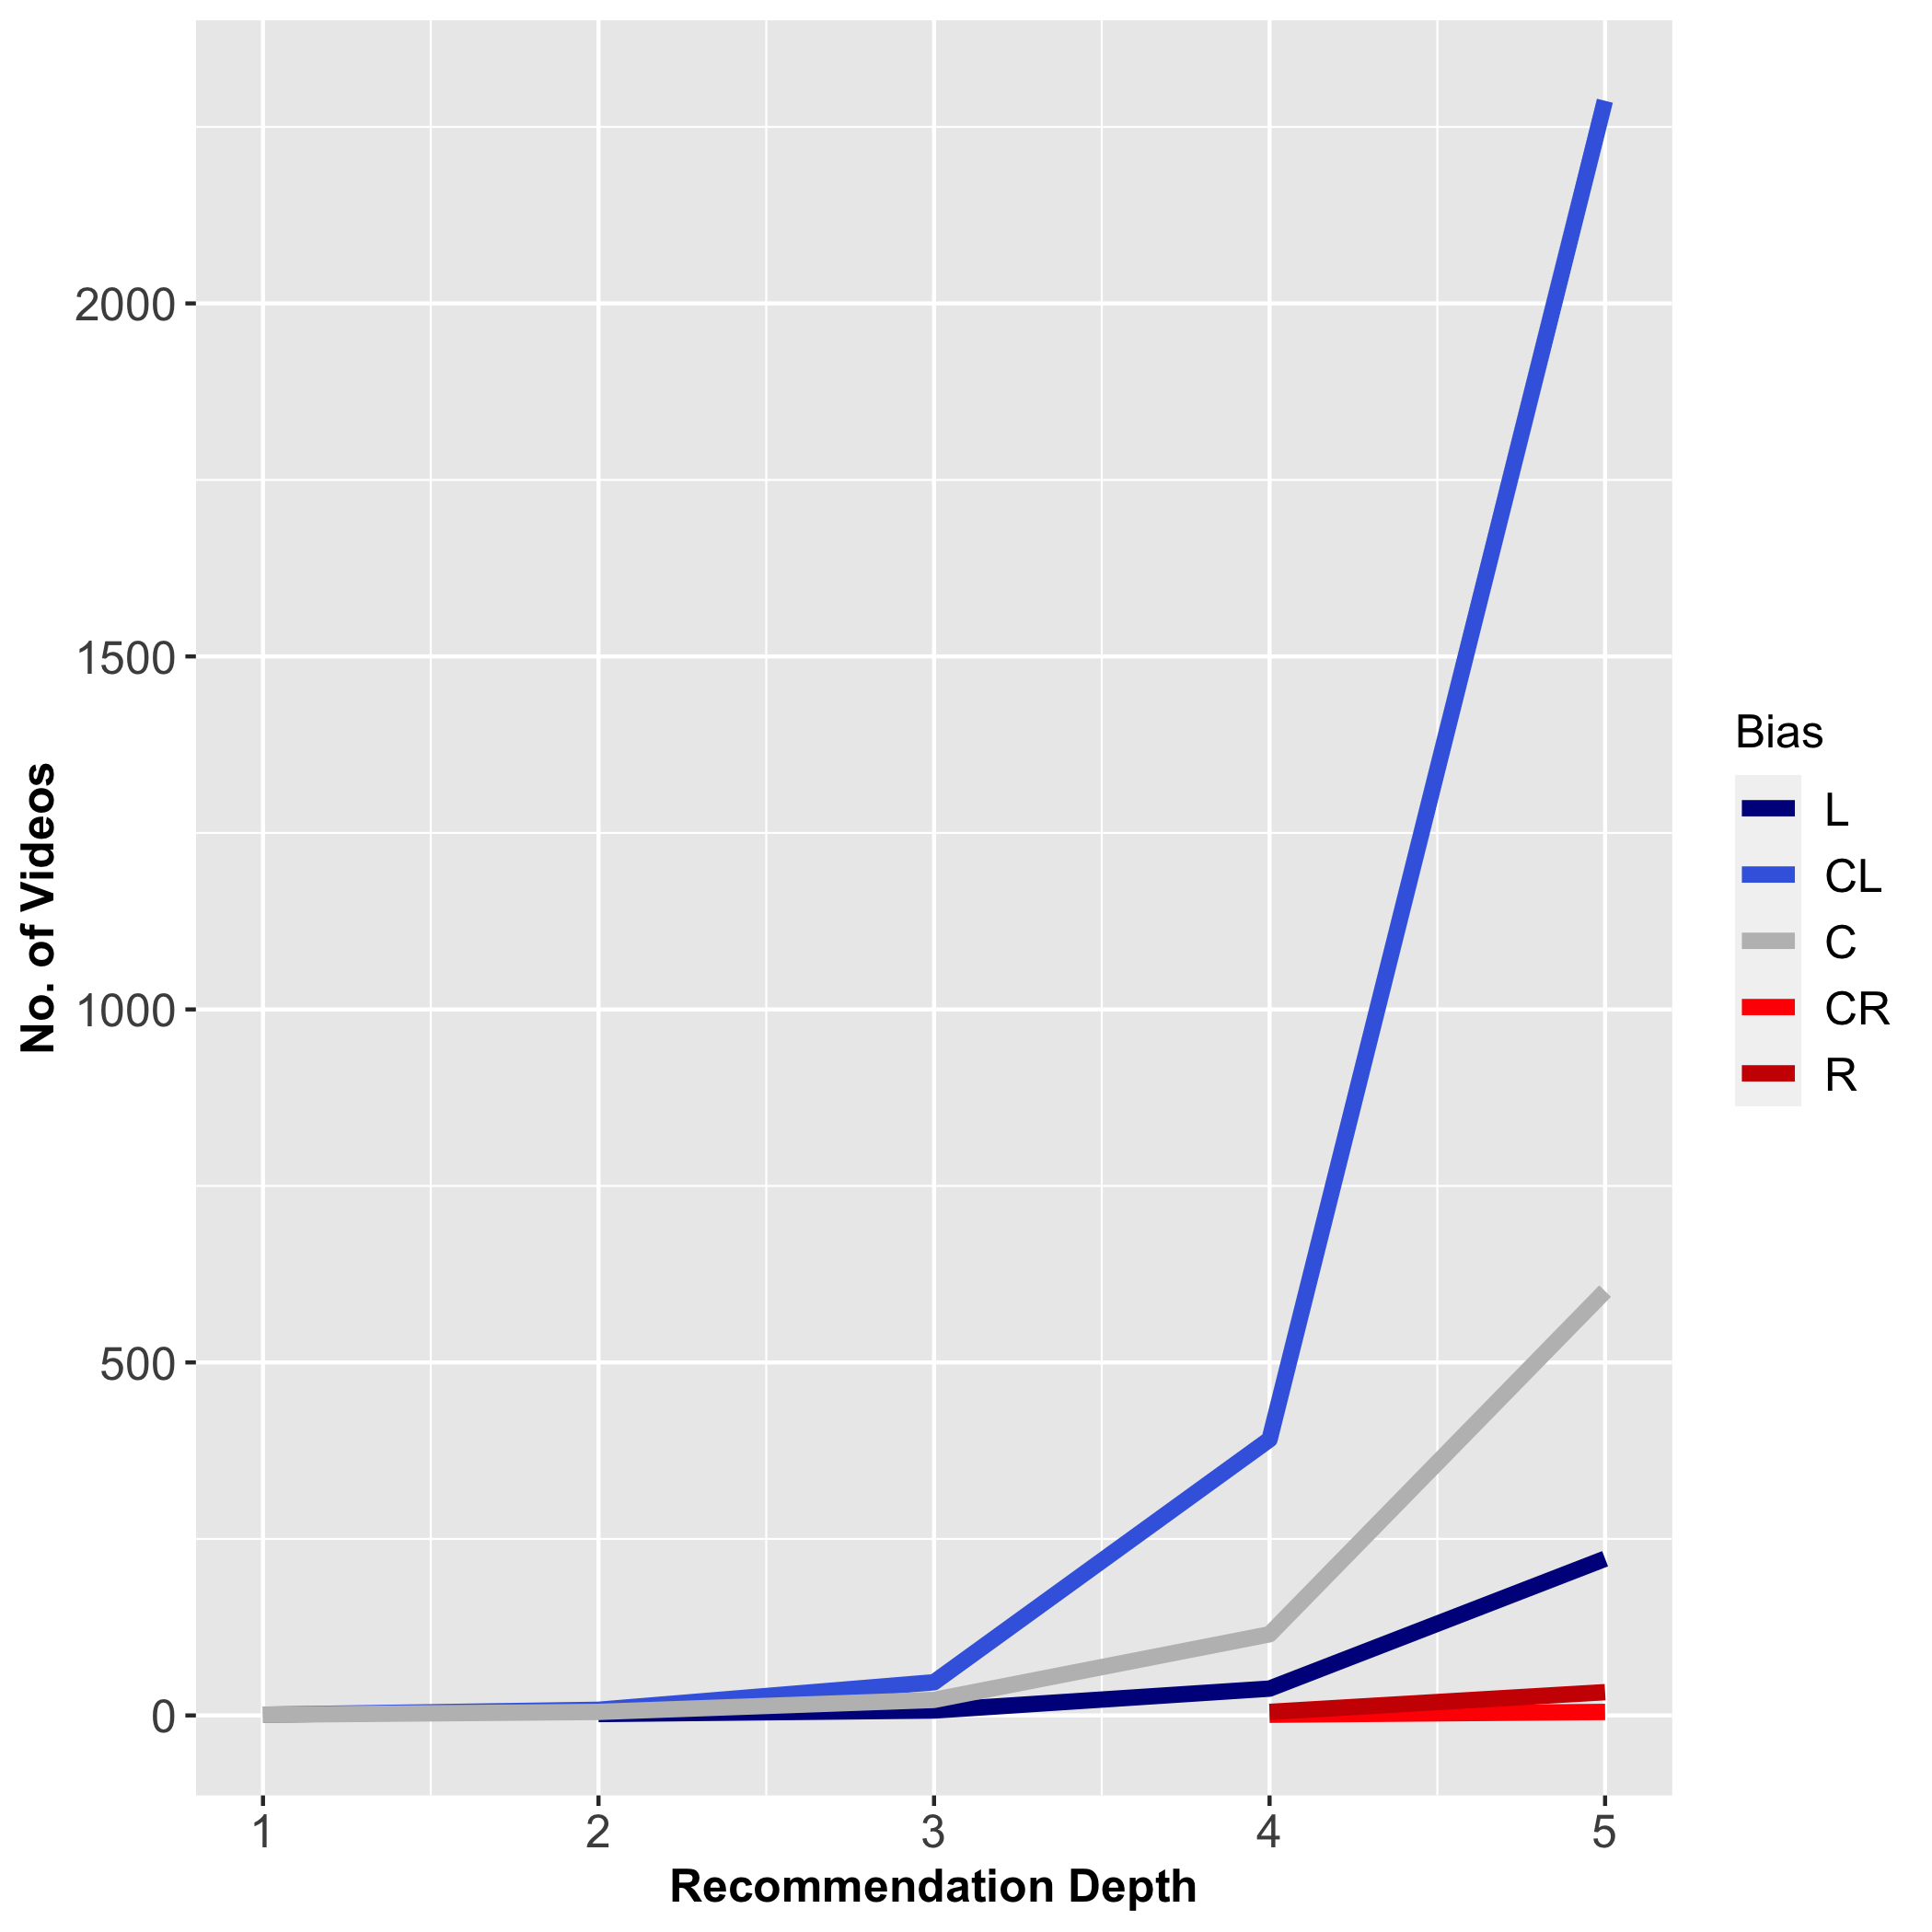 No. of Videos
2000
1500
1000
500
0
1 2 3 4 5
Recommendation Depth
Bias
L
CL
C
CR
R